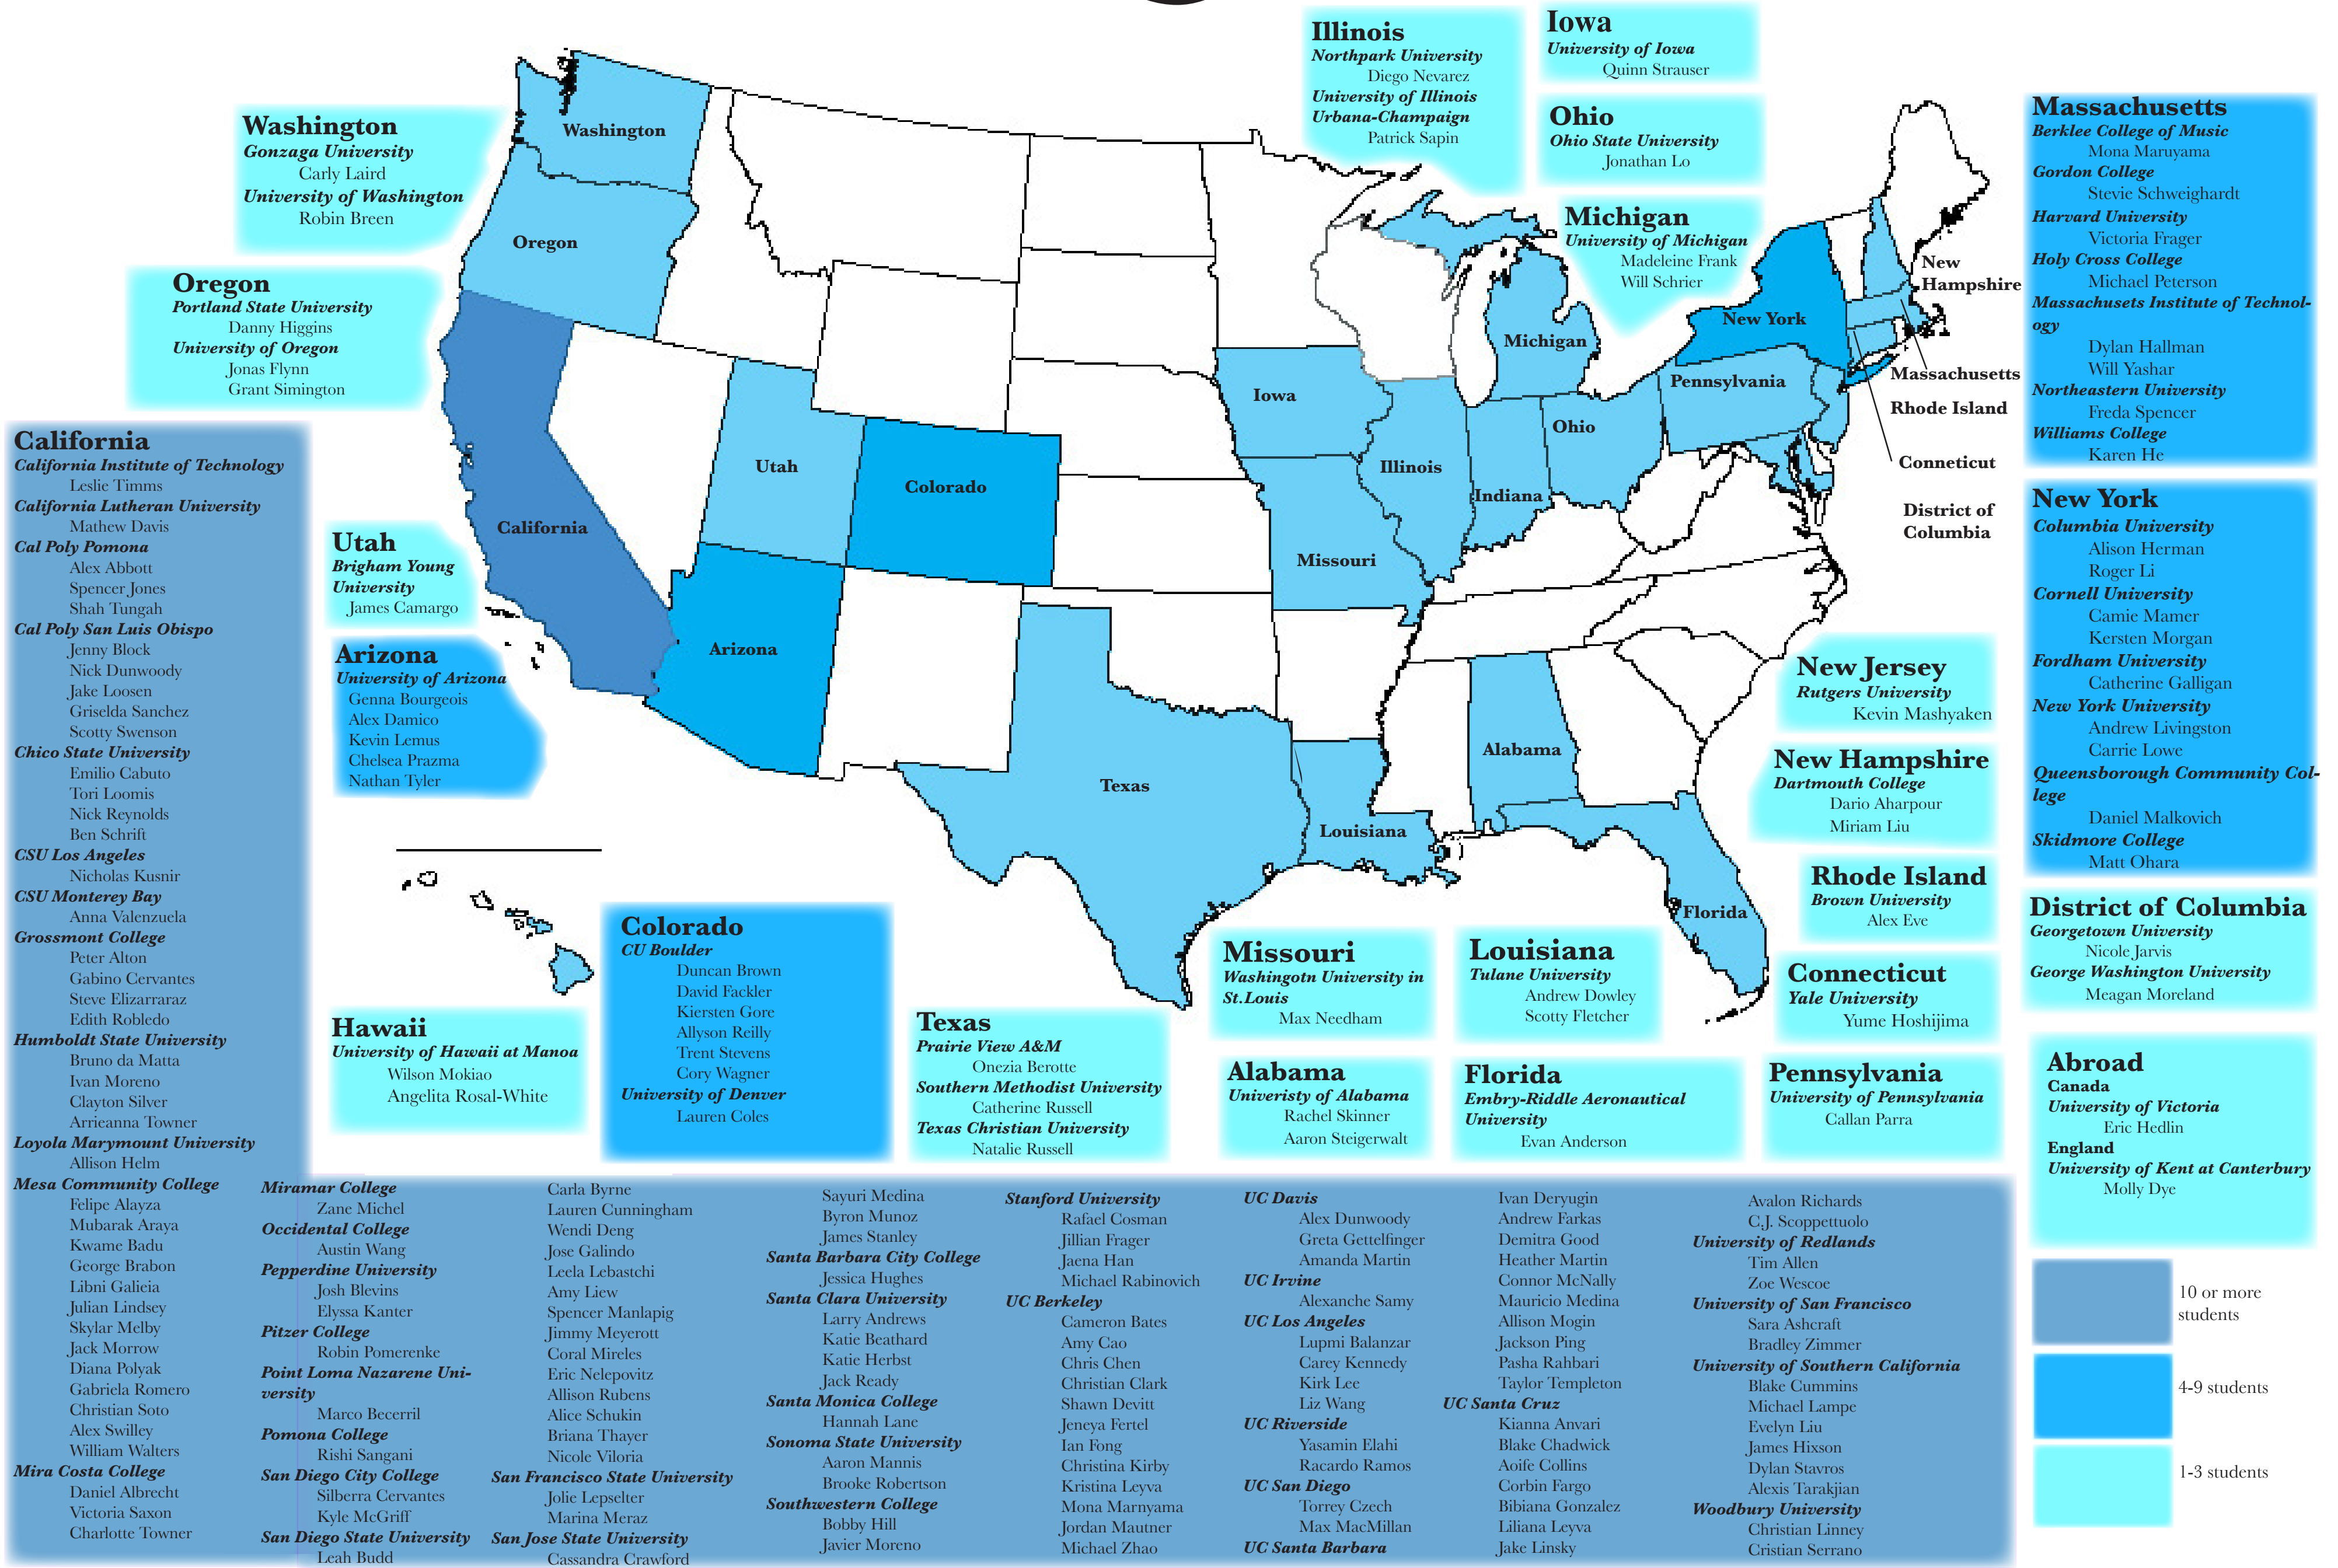 Illinois
Northpark University
Diego Nevarez
University of Illinois
Urbana-Champaign
Patrick Sapin
Iowa
University of Iowa
Quinn Strauser
Ohio
Ohio State University
Jonathan Lo
Michigan
University of Michigan
Madeleine Frank
Will Schrier
Washington
Gonzaga University
Carly Laird
University of Washington
Robin Breen
Oregon
Portland State University
Danny Higgins
University of Oregon
Jonas Flynn
Grant Simington
Washington
Oregon
California
Utah
Colorado
Arizona
Texas
Iowa
Missouri
Illinois
Indiana
Michigan
Ohio
Pennsylvania
New York
Louisiana
Alabama
Florida
New
Hampshire
Massachusetts
Rhode Island
Conneticut
District of
Columbia
Massachusetts
Berklee College of Music
Mona Maruyama
Gordon College
Stevie Schweighardt
Harvard University
Victoria Frager
Holy Cross College
Michael Peterson
Massachusets Institute of Technol-
ogy
Dylan Hallman
Will Yashar
Northeastern University
Freda Spencer
Williams College
Karen He
New York
Columbia University
Alison Herman
Roger Li
Cornell University
Camie Mamer
Kersten Morgan
Fordham University
Catherine Galligan
New York University
Andrew Livingston
Carrie Lowe
Queensborough Community Col-
lege
Daniel Malkovich
Skidmore College
Matt Ohara
District of Columbia
Georgetown University
Nicole Jarvis
George Washington University
Meagan Moreland
Abroad
Canada
University of Victoria
Eric Hedlin
England
University of Kent at Canterbury
Molly Dye
Utah
Brigham Young
University
James Camargo
Arizona
University of Arizona
Genna Bourgeois
Alex Damico
Kevin Lemus
Chelsea Prazma
Nathan Tyler
Hawaii
University of Hawaii at Manoa
Wilson Mokiao
Angelita Rosal-White
Colorado
CU Boulder
Duncan Brown
David Fackler
Kiersten Gore
Allyson Reilly
Trent Stevens
Cory Wagner
University of Denver
Lauren Coles
Texas
Prairie View A&M
Onezia Berotte
Southern Methodist University
Catherine Russell
Texas Christian University
Natalie Russell
Missouri
Washingotn University in
St.Louis
Max Needham
Alabama
Univeristy of Alabama
Rachel Skinner
Aaron Steigerwalt
Louisiana
Tulane University
Andrew Dowley
Scotty Fletcher
Florida
Embry-Riddle Aeronautical
University
Evan Anderson
New Jersey
Rutgers University
Kevin Mashyaken
New Hampshire
Dartmouth College
Dario Aharpour
Miriam Liu
Rhode Island
Brown University
Alex Eve
Connecticut
Yale University
Yume Hoshijima
Pennsylvania
University of Pennsylvania
Callan Parra
California
California Institute of Technology
Leslie Timms
California Lutheran University
Mathew Davis
Cal Poly Pomona
Alex Abbott
Spencer Jones
Shah Tungah
Cal Poly San Luis Obispo
Jenny Block
Nick Dunwoody
Jake Loosen
Griselda Sanchez
Scotty Swenson
Chico State University
Emilio Cabuto
Tori Loomis
Nick Reynolds
Ben Schrift
CSU Los Angeles
Nicholas Kusnir
CSU Monterey Bay
Anna Valenzuela
Grossmont College
Peter Alton
Gabino Cervantes
Steve Elizarraraz
Edith Robledo
Humboldt State University
Bruno da Matta
Ivan Moreno
Clayton Silver
Arrieanna Towner
Loyola Marymount University
Allison Helm
Mesa Community College
Felipe Alayza
Mubarak Araya
Kwame Badu
George Brabon
Libni Galicia
Julian Lindsey
Skylar Melby
Jack Morrow
Diana Polyak
Gabriela Romero
Christian Soto
Alex Swilley
William Walters
Mira Costa College
Daniel Albrecht
Victoria Saxon
Charlotte Towner
Miramar College
Zane Michel
Occidental College
Austin Wang
Pepperdine University
Josh Blevins
Elyssa Kanter
Pitzer College
Robin Pomerenke
Point Loma Nazarene Uni-
versity
Marco Becerril
Pomona College
Rishi Sangani
San Diego City College
Silberra Cervantes
Kyle McGriff
San Diego State University
Leah Budd
Carla Byrne
Lauren Cunningham
Wendi Deng
Jose Galindo
Leela Lebastchi
Amy Liew
Spencer Manlapig
Jimmy Meyerott
Coral Mireles
Eric Nelepovitz
Allison Rubens
Alice Schukin
Briana Thayer
Nicole Viloria
San Francisco State University
Jolie Lepselter
Marina Meraz
San Jose State University
Cassandra Crawford
Sayuri Medina
Byron Munoz
James Stanley
Santa Barbara City College
Jessica Hughes
Santa Clara University
Larry Andrews
Katie Beathard
Katie Herbst
Jack Ready
Santa Monica College
Hannah Lane
Sonoma State University
Aaron Mannis
Brooke Robertson
Southwestern College
Bobby Hill
Javier Moreno
Stanford University
Rafael Cosman
Jillian Frager
Jaena Han
Michael Rabinovich
UC Berkeley
Cameron Bates
Amy Cao
Chris Chen
Christian Clark
Shawn Devitt
Jeneya Fertel
Ian Fong
Christina Kirby
Kristina Leyva
Mona Marnyama
Jordan Mautner
Michael Zhao
UC Davis
Alex Dunwoody
Greta Gettelfinger
Amanda Martin
UC Irvine
Alexanche Samy
UC Los Angeles
Lupmi Balanzar
Carey Kennedy
Kirk Lee
Liz Wang
UC Riverside
Yasamin Elahi
Racardo Ramos
UC San Diego
Torrey Czech
Max MacMillan
UC Santa Barbara
Ivan Deryugin
Andrew Farkas
Demitra Good
Heather Martin
Connor McNally
Mauricio Medina
Allison Mogin
Jackson Ping
Pasha Rahbari
Taylor Templeton
UC Santa Cruz
Kianna Anvari
Blake Chadwick
Aoife Collins
Corbin Fargo
Bibiana Gonzalez
Liliana Leyva
Jake Linsky
Avalon Richards
C.J. Scoppettuolo
University of Redlands
Tim Allen
Zoe Wescoe
University of San Francisco
Sara Ashcraft
Bradley Zimmer
University of Southern California
Blake Cummins
Michael Lampe
Evelyn Liu
James Hixson
Dylan Stavros
Alexis Tarakjian
Woodbury University
Christian Linney
Cristian Serrano
10 or more
students
4-9 students
1-3 students